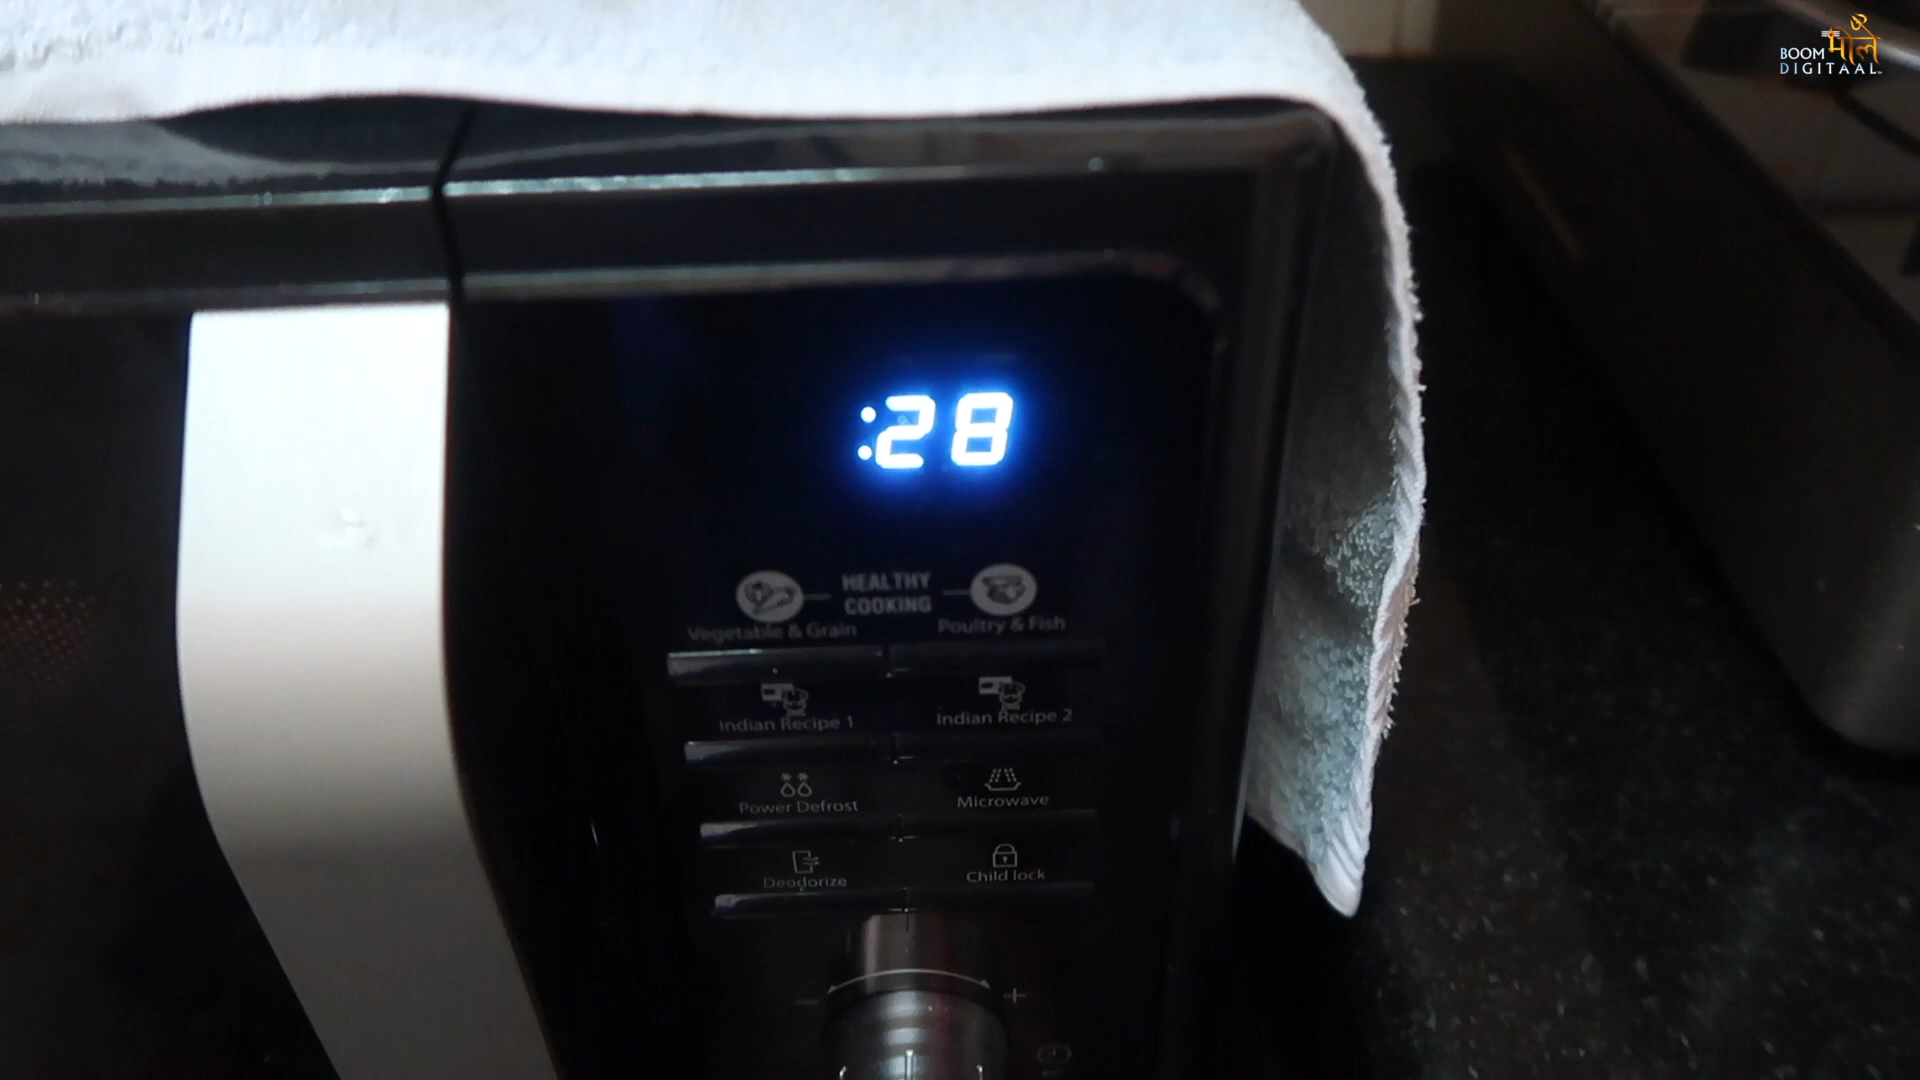 BOOM भोले
DIGITAAL
:28
HEALTHY
COOKING
Vegetable & Grain
Poultry & Fish
Indian Recipe 1
Indian Recipe 2
Power Defrost
Microwave
Deodorize
Child lock
- +